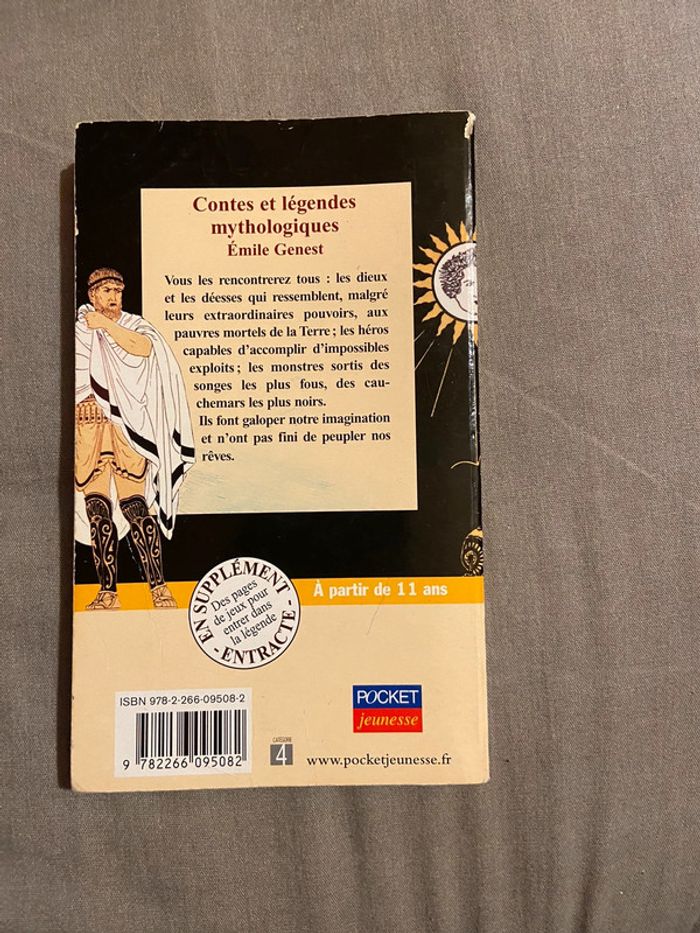 Contes et légendes
mythologiques
Émile Genest
Vous les rencontrerez tous : les dieux
et les déesses qui ressemblent, malgré
leurs extraordinaires pouvoirs, aux
pauvres mortels de la Terre ; les héros
capables d'accomplir d'impossibles
exploits ; les monstres sortis des
songes les plus fous, des cau-
chemars les plus noirs.
Ils font galoper notre imagination
et n'ont pas fini de peupler nos
rêves.
À partir de 11 ans
EN SUPPLÉMENT
Des pages
de jeux pour
entrer dans
la légende
- ENTRACTE -
ISBN 978-2-266-09508-2
9 782266 095082
CATÉGORIE
4
POCKET
jeunesse
www.pocketjeunesse.fr